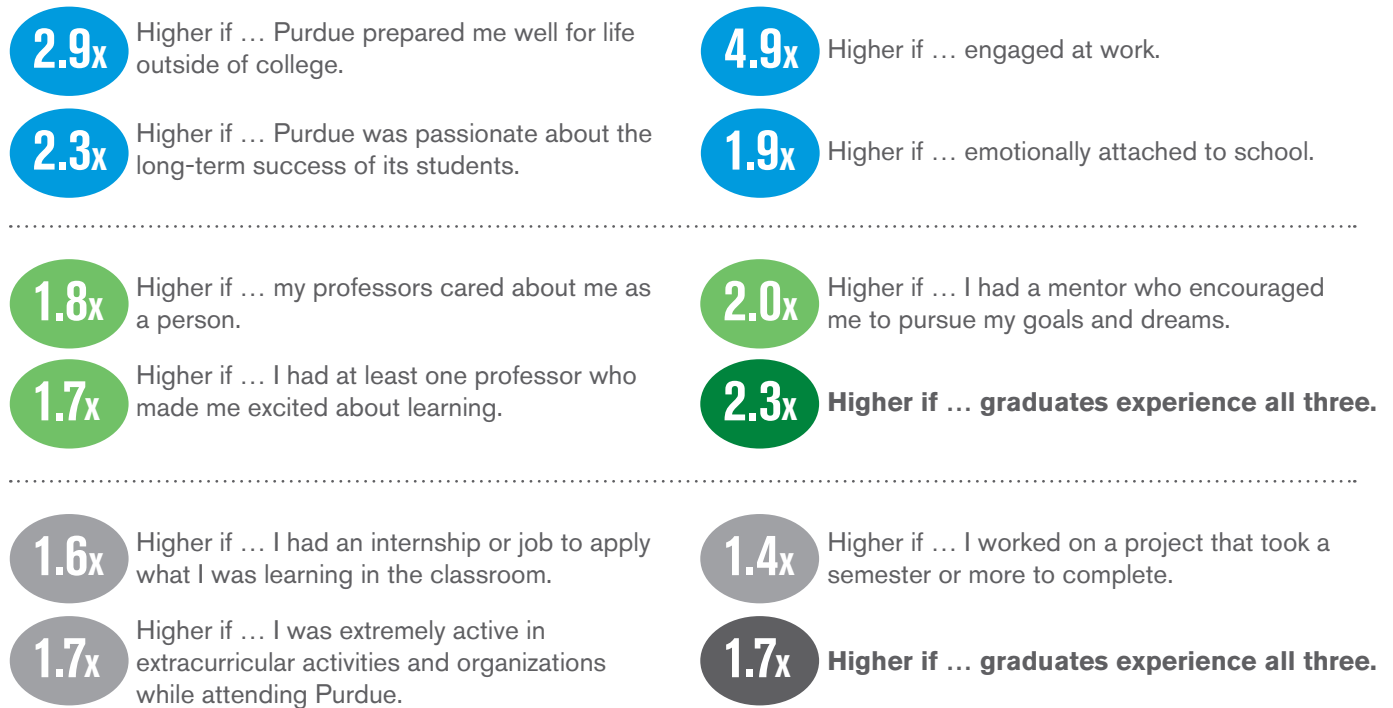 2.9x
Higher if … Purdue prepared me well for life
outside of college.
4.9x
Higher if … engaged at work.
2.3x
Higher if … Purdue was passionate about the
long-term success of its students.
1.9x
Higher if … emotionally attached to school.
1.8x
Higher if … my professors cared about me as
a person.
2.0x
Higher if … I had a mentor who encouraged
me to pursue my goals and dreams.
1.7x
Higher if … I had at least one professor who
made me excited about learning.
2.3x
Higher if … graduates experience all three.
1.6x
Higher if … I had an internship or job to apply
what I was learning in the classroom.
1.4x
Higher if … I worked on a project that took a
semester or more to complete.
1.7x
Higher if … I was extremely active in
extracurricular activities and organizations
while attending Purdue.
1.7x
Higher if … graduates experience all three.